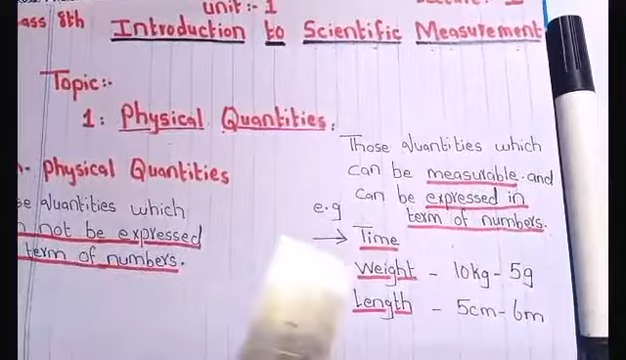 unit:- 1
ass 8th
Introduction to Scientific Measurement
Topic:-
1: Physical Quantities.
- Physical Quantities
e Quantities which
n not be expressed
term of numbers.
Those Quantities which
can be measurable and
can be expressed in
term of numbers.
e.g
→ Time
Weight - 10kg - 5g
Length - 5cm - 6m